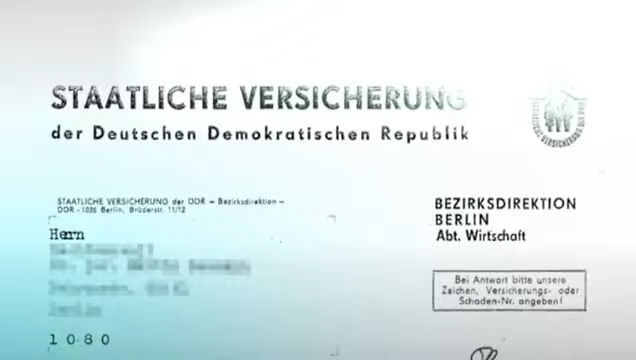 STAATLICHE VERSICHERUNG
der Deutschen Demokratischen Republik
STAATLICHE VERSICHERUNG der DDR – Bezirksdirektion –
DDR - 1026 Berlin, Brüderstr. 11/12
Herrn
1080
BEZIRKSDIREKTION
BERLIN
Abt. Wirtschaft
Bei Antwort bitte unsere
Zeichen, Versicherungs- oder
Schaden-Nr. angeben!